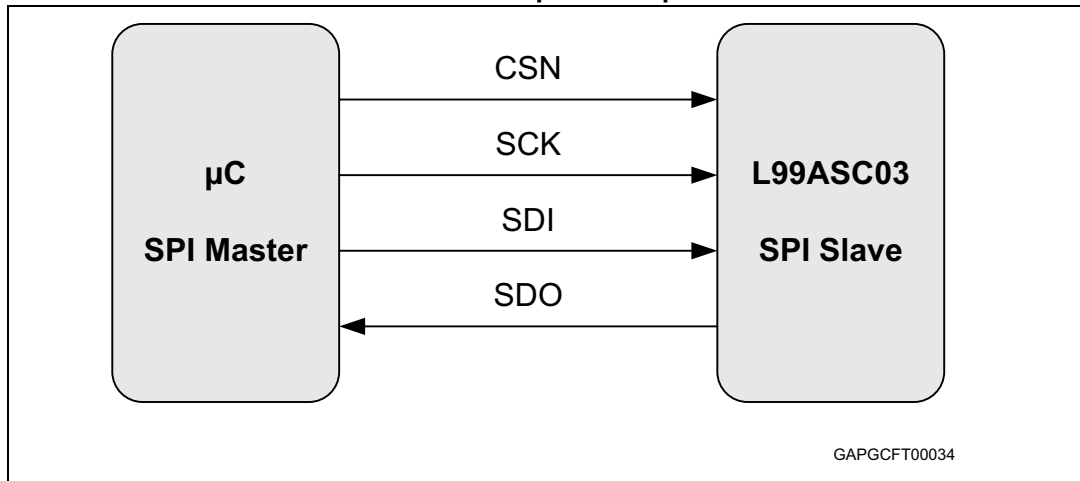 CSN
SCK
µC
L99ASC03
SDI
SPI Master
SPI Slave
SDO
GAPGCFT00034